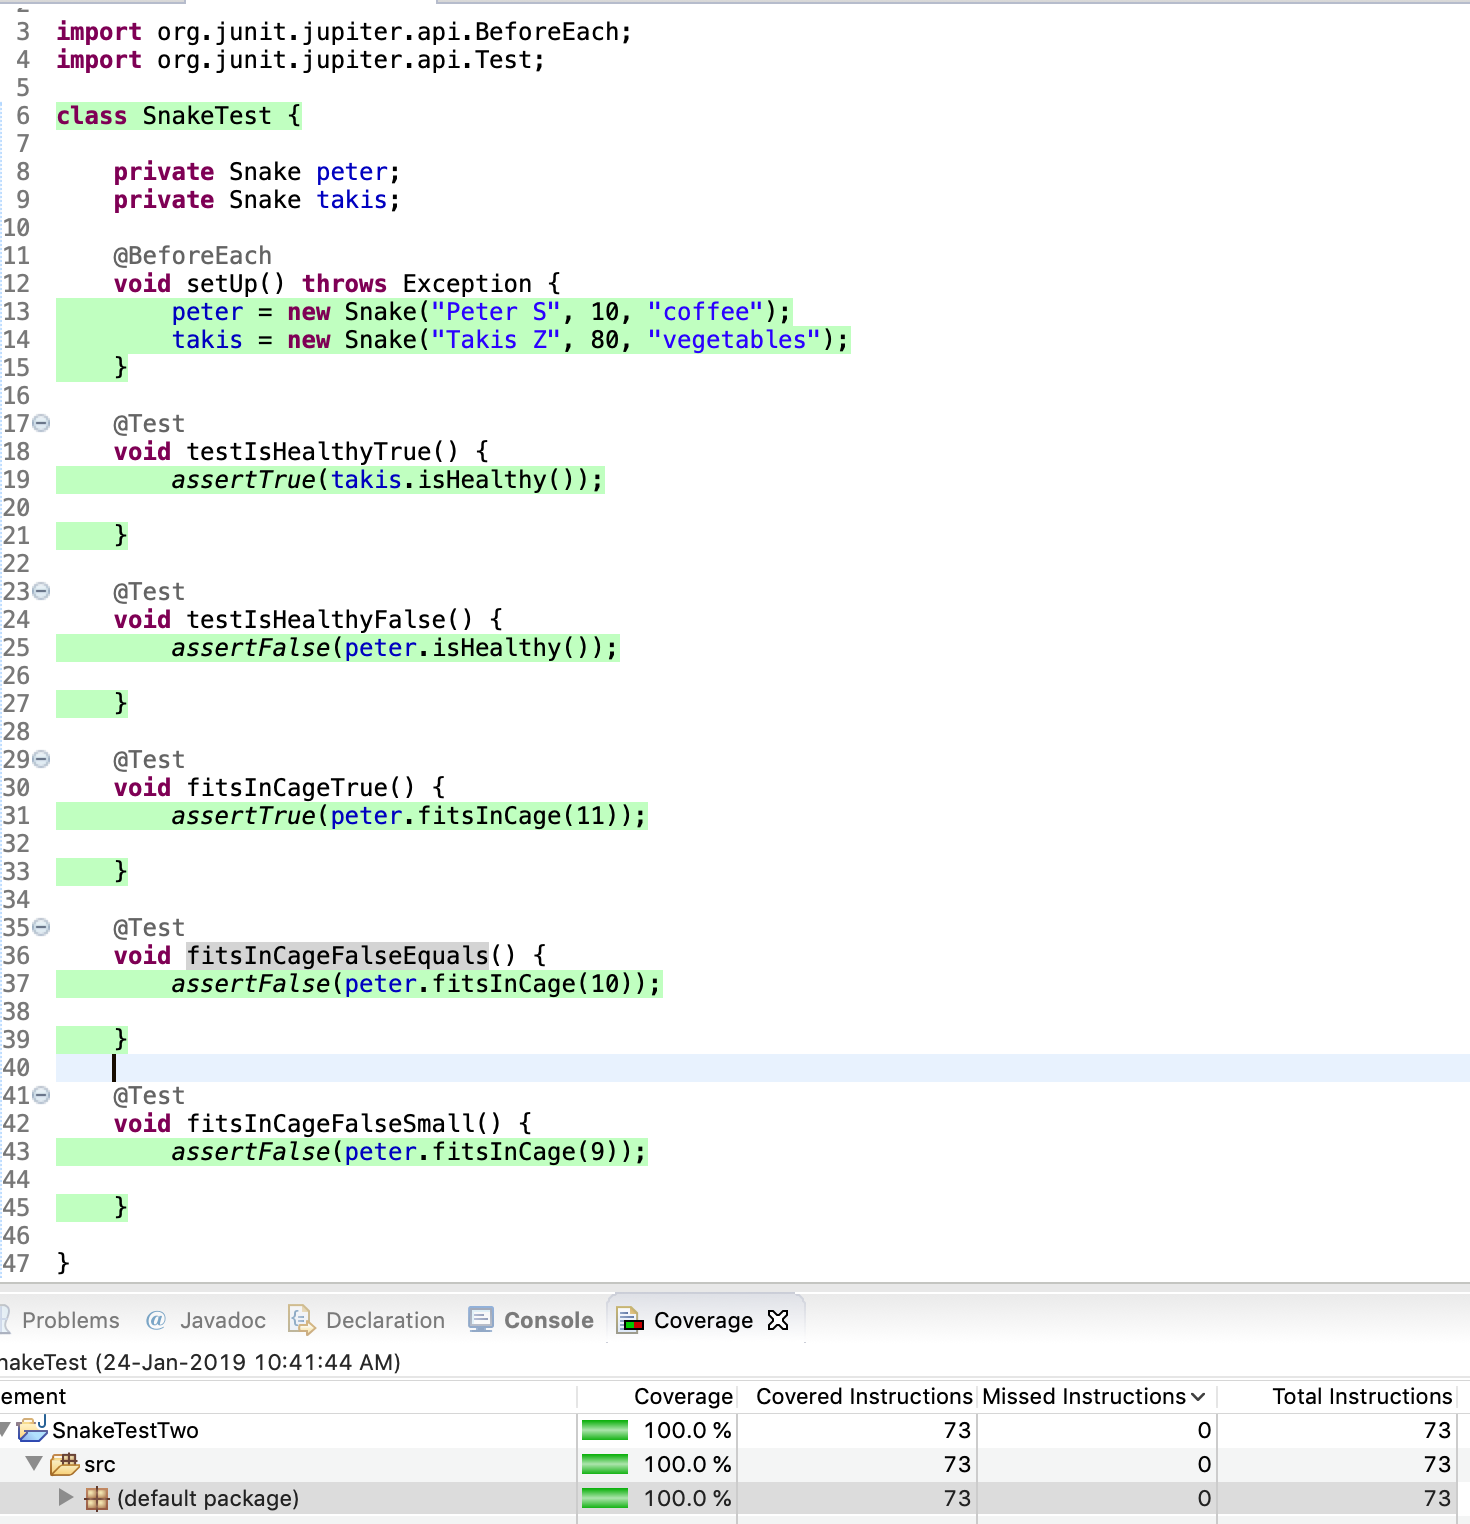 3 import org.junit.jupiter.api.BeforeEach;
4 import org.junit.jupiter.api.Test;
5
6 class SnakeTest {
7
8 private Snake peter;
9 private Snake takis;
10
11 @BeforeEach
12 void setUp() throws Exception {
13 peter = new Snake("Peter S", 10, "coffee");
14 takis = new Snake("Takis Z", 80, "vegetables");
15 }
16
17 @Test
18 void testIsHealthyTrue() {
19 assertTrue(takis.isHealthy());
20
21 }
22
23 @Test
24 void testIsHealthyFalse() {
25 assertFalse(peter.isHealthy());
26
27 }
28
29 @Test
30 void fitsInCageTrue() {
31 assertTrue(peter.fitsInCage(11));
32
33 }
34
35 @Test
36 void fitsInCageFalseEquals() {
37 assertFalse(peter.fitsInCage(10));
38
39 }
40
41 @Test
42 void fitsInCageFalseSmall() {
43 assertFalse(peter.fitsInCage(9));
44
45 }
46
47 }
Problems @ Javadoc Declaration Console Coverage
nakeTest (24-Jan-2019 10:41:44 AM)
ement Coverage Covered Instructions Missed Instructions Total Instructions
SnakeTestTwo 100.0 % 73 0 73
src 100.0 % 73 0 73
(default package) 100.0 % 73 0 73